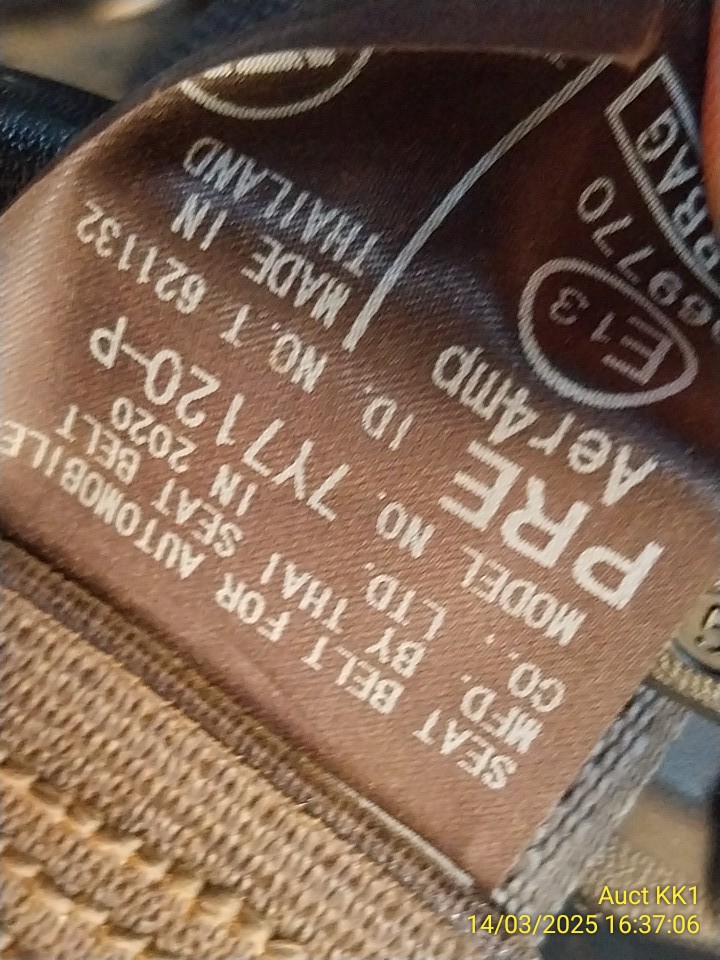 SEAT BELT FOR AUTOMOBILE
MFD. BY THAI SEAT BELT
CO., LTD. IN 2020
MODEL NO. 7Y7120-P
PRE ID. NO. T 621132
Aer4mp MADE IN
THAILAND
E13
69770
Auct KK1
14/03/2025 16:37:06